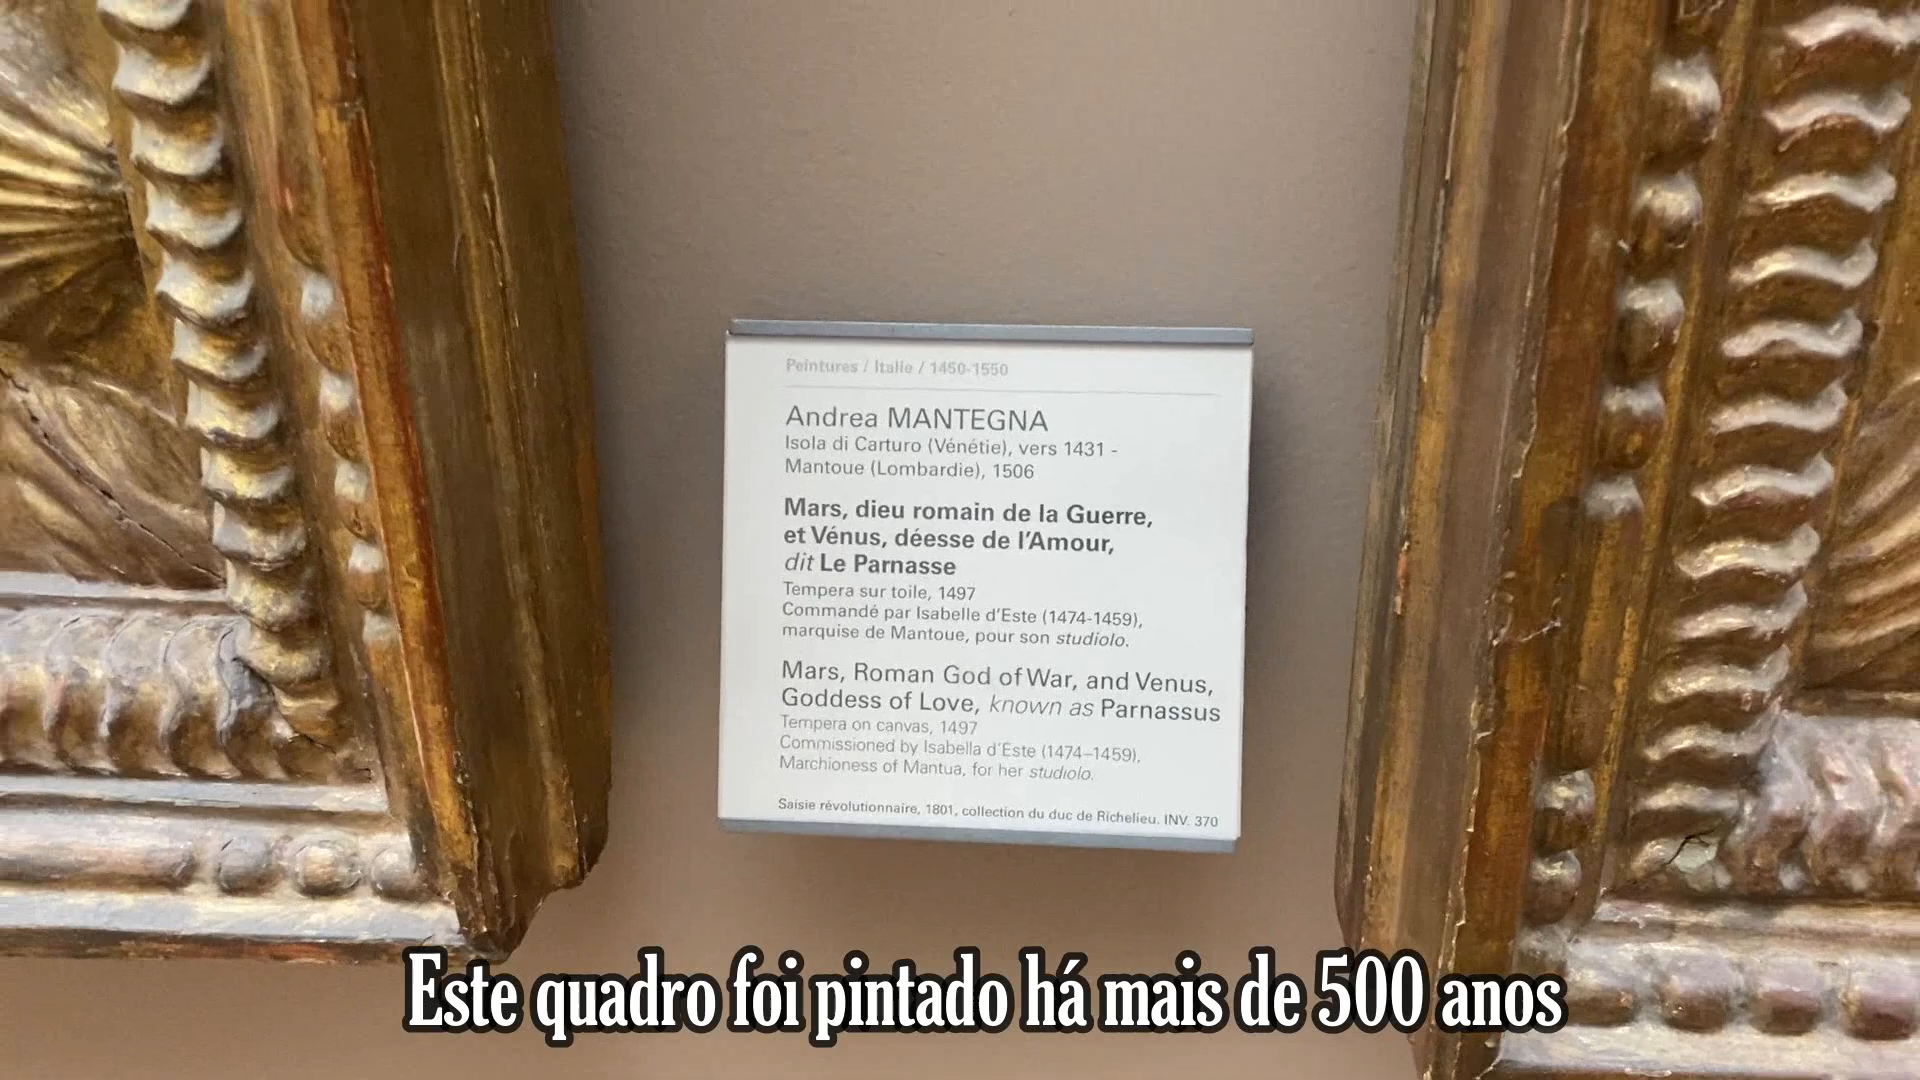 Peintures / Italie / 1450-1550
Andrea MANTEGNA
Isola di Carturo (Vénétie), vers 1431 -
Mantoue (Lombardie), 1506
Mars, dieu romain de la Guerre,
et Vénus, déesse de l'Amour,
dit Le Parnasse
Tempera sur toile, 1497
Commandé par Isabelle d'Este (1474-1459),
marquise de Mantoue, pour son studiolo.
Mars, Roman God of War, and Venus,
Goddess of Love, known as Parnassus
Tempera on canvas, 1497
Commissioned by Isabella d'Este (1474–1459),
Marchioness of Mantua, for her studiolo.
Saisie révolutionnaire, 1801, collection du duc de Richelieu. INV. 370
Este quadro foi pintado há mais de 500 anos